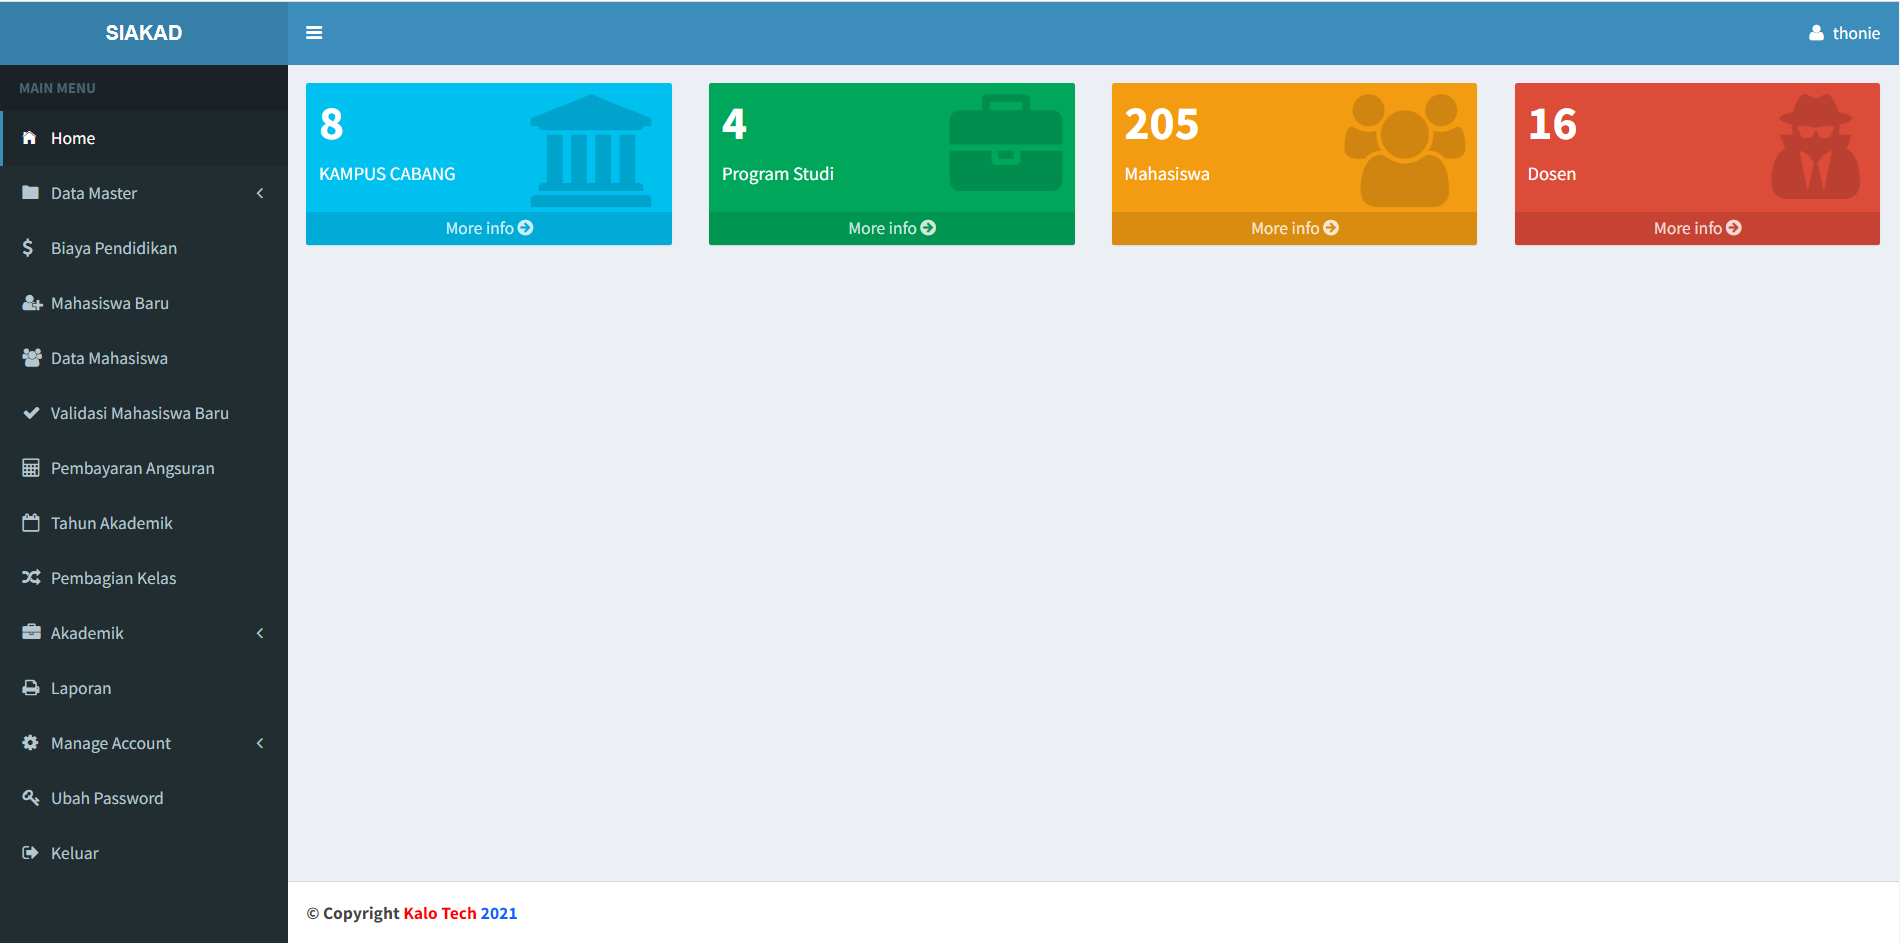 SIAKAD
thonie
MAIN MENU
Home
Data Master
Biaya Pendidikan
Mahasiswa Baru
Data Mahasiswa
Validasi Mahasiswa Baru
Pembayaran Angsuran
Tahun Akademik
Pembagian Kelas
Akademik
Laporan
Manage Account
Ubah Password
Keluar
8
KAMPUS CABANG
More info
4
Program Studi
More info
205
Mahasiswa
More info
16
Dosen
More info
© Copyright Kalo Tech 2021